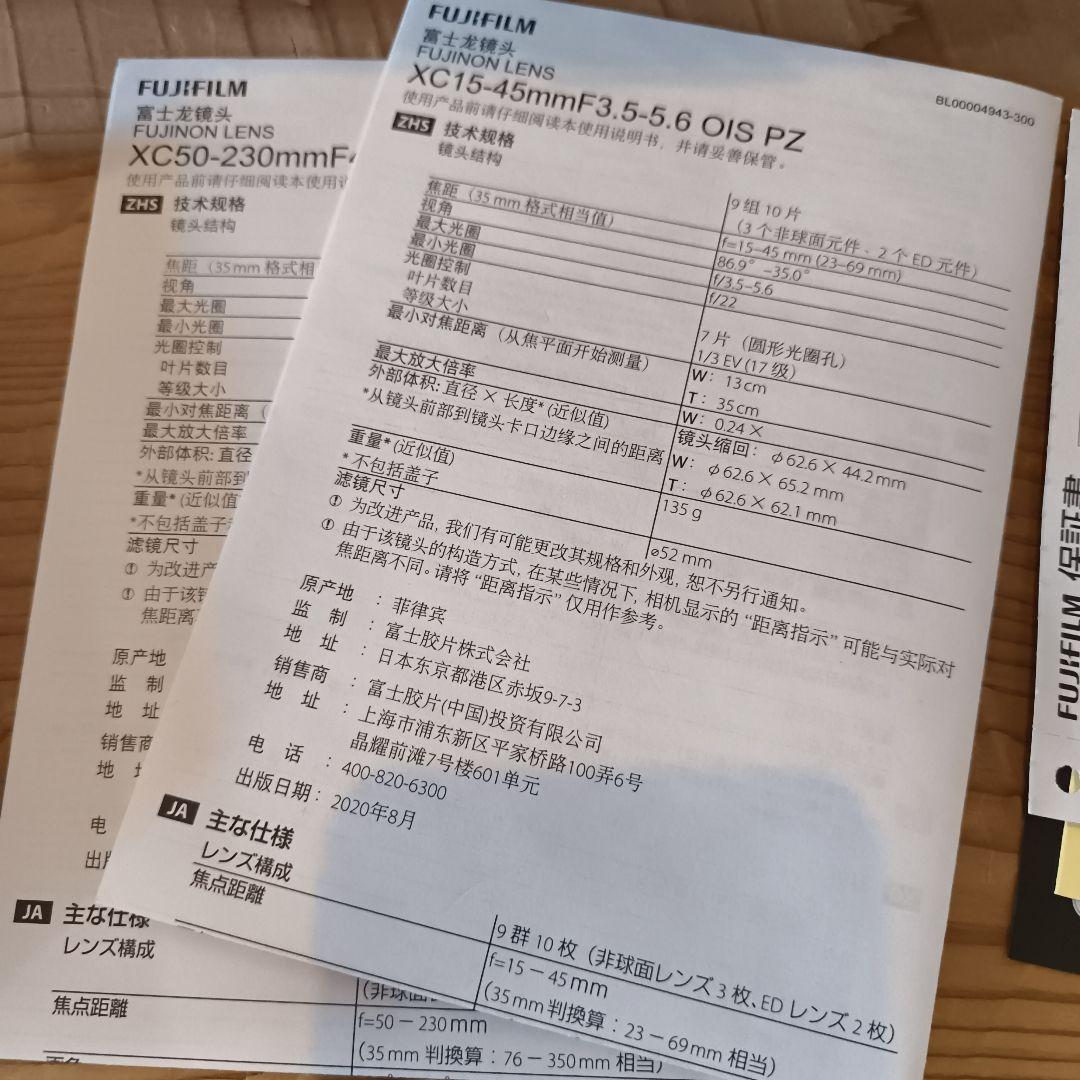 FUJIFILM
富士龙镜头
FUJINON LENS
XC15-45mmF3.5-5.6 OIS PZ
BL00004943-300
使用产品前请仔细阅读本使用说明书，并请妥善保管。
ZHS 技术规格
镜头结构 9 组 10 片
（3 个非球面元件、2 个 ED 元件）
焦距（35 mm 格式相当值） f=15–45 mm (23–69 mm)
视角 86.9° –35.0°
最大光圈 f/3.5–5.6
最小光圈 f/22
光圈控制
叶片数目 7 片（圆形光圈孔）
等级大小 1/3 EV (17 级)
最小对焦距离（从焦平面开始测量） W：13cm
T：35cm
最大放大倍率 W：0.24 ×
外部体积: 直径 × 长度* (近似值) 镜头缩回：φ62.6 × 44.2mm
*从镜头前部到镜头卡口边缘之间的距离 W：φ62.6 × 65.2 mm
T：φ62.6 × 62.1 mm
重量* (近似值) 135 g
* 不包括盖子
滤镜尺寸 ø52 mm
① 为改进产品, 我们有可能更改其规格和外观, 恕不另行通知。
① 由于该镜头的构造方式, 在某些情况下, 相机显示的 “距离指示” 可能与实际对
焦距离不同。请将 “距离指示” 仅用作参考。
原产地 : 菲律宾
监 制 : 富士胶片株式会社
地 址 : 日本东京都港区赤坂9-7-3
销售商 : 富士胶片(中国)投资有限公司
地 址 : 上海市浦东新区平家桥路100弄6号
晶耀前滩7号楼601单元
电 话 : 400-820-6300
出版日期 : 2020年8月
JA 主な仕様
レンズ構成 9 群 10 枚（非球面レンズ 3 枚、ED レンズ 2 枚）
焦点距離 f=15 − 45mm
（35mm 判換算：23 − 69mm 相当）
FUJIFILM
富士龙镜头
FUJINON LENS
XC50-230mmF
使用产品前请仔细阅读本使用
ZHS 技术规格
镜头结构
焦距（35mm 格式相
视角
最大光圈
最小光圈
光圈控制
叶片数目
等级大小
最小对焦距离（
最大放大倍率
外部体积: 直径
*从镜头前部到
重量* (近似值
*不包括盖子
滤镜尺寸
① 为改进产
① 由于该
焦距离
原产地
监 制
地 址
销售商
地
电
出
JA 主な仕様
レンズ構成
焦点距離 f=50 − 230mm
（35mm 判換算：76 − 350mm 相当）
FUJIFILM 保証書